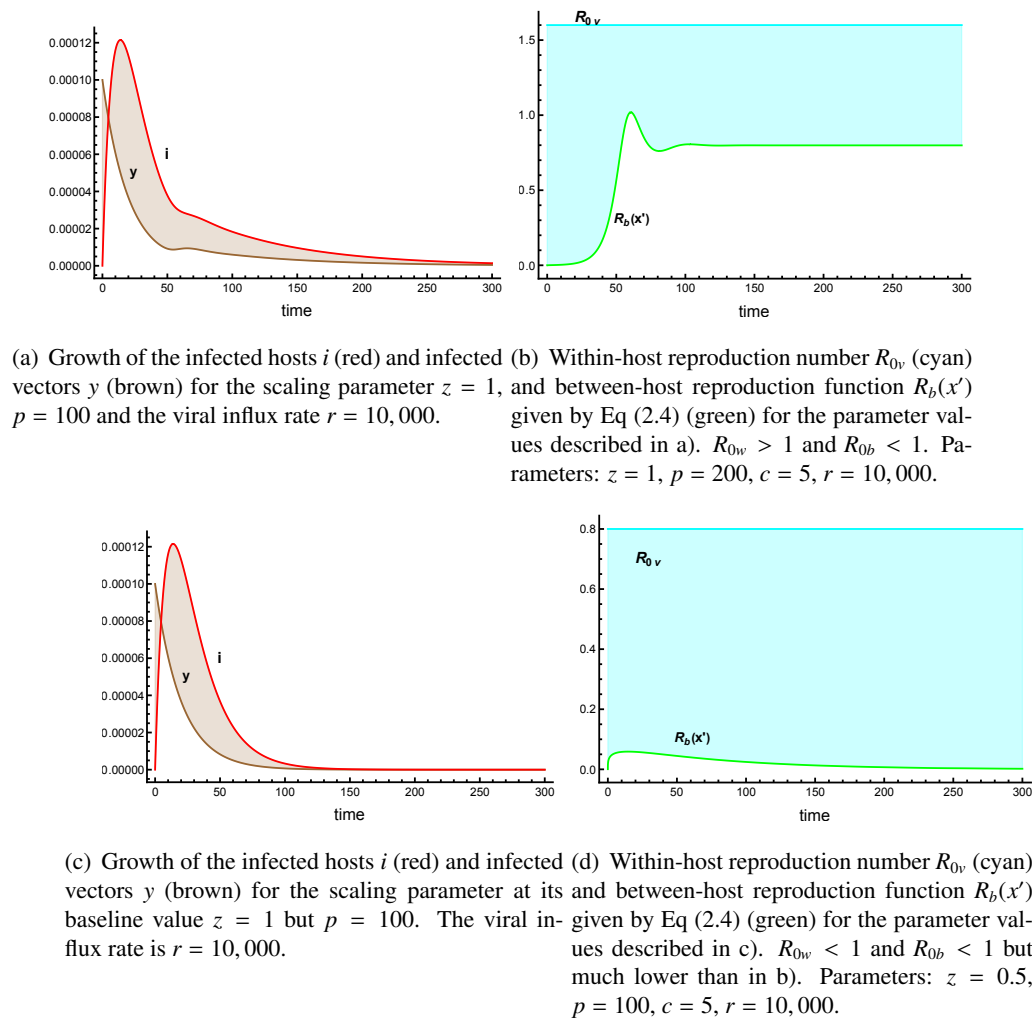 0.00012
0.00010
0.00008
0.00006
0.00004
0.00002
0.00000
i
y
0 50 100 150 200 250 300
time
R0v
1.5
1.0
0.5
0.0
Rb(x')
0 50 100 150 200 250 300
time
(a) Growth of the infected hosts i (red) and infected
vectors y (brown) for the scaling parameter z = 1,
p = 100 and the viral influx rate r = 10, 000.
(b) Within-host reproduction number R0v (cyan)
and between-host reproduction function Rb(x′)
given by Eq (2.4) (green) for the parameter val-
ues described in a). R0w > 1 and R0b < 1. Pa-
rameters: z = 1, p = 200, c = 5, r = 10, 000.
0.00012
0.00010
0.00008
0.00006
0.00004
0.00002
0.00000
i
y
0 50 100 150 200 250 300
time
0.8
R0v
0.6
0.4
0.2
Rb(x')
0.0
0 50 100 150 200 250 300
time
(c) Growth of the infected hosts i (red) and infected
vectors y (brown) for the scaling parameter at its
baseline value z = 1 but p = 100. The viral in-
flux rate is r = 10, 000.
(d) Within-host reproduction number R0v (cyan)
and between-host reproduction function Rb(x′)
given by Eq (2.4) (green) for the parameter val-
ues described in c). R0w < 1 and R0b < 1 but
much lower than in b). Parameters: z = 0.5,
p = 100, c = 5, r = 10, 000.